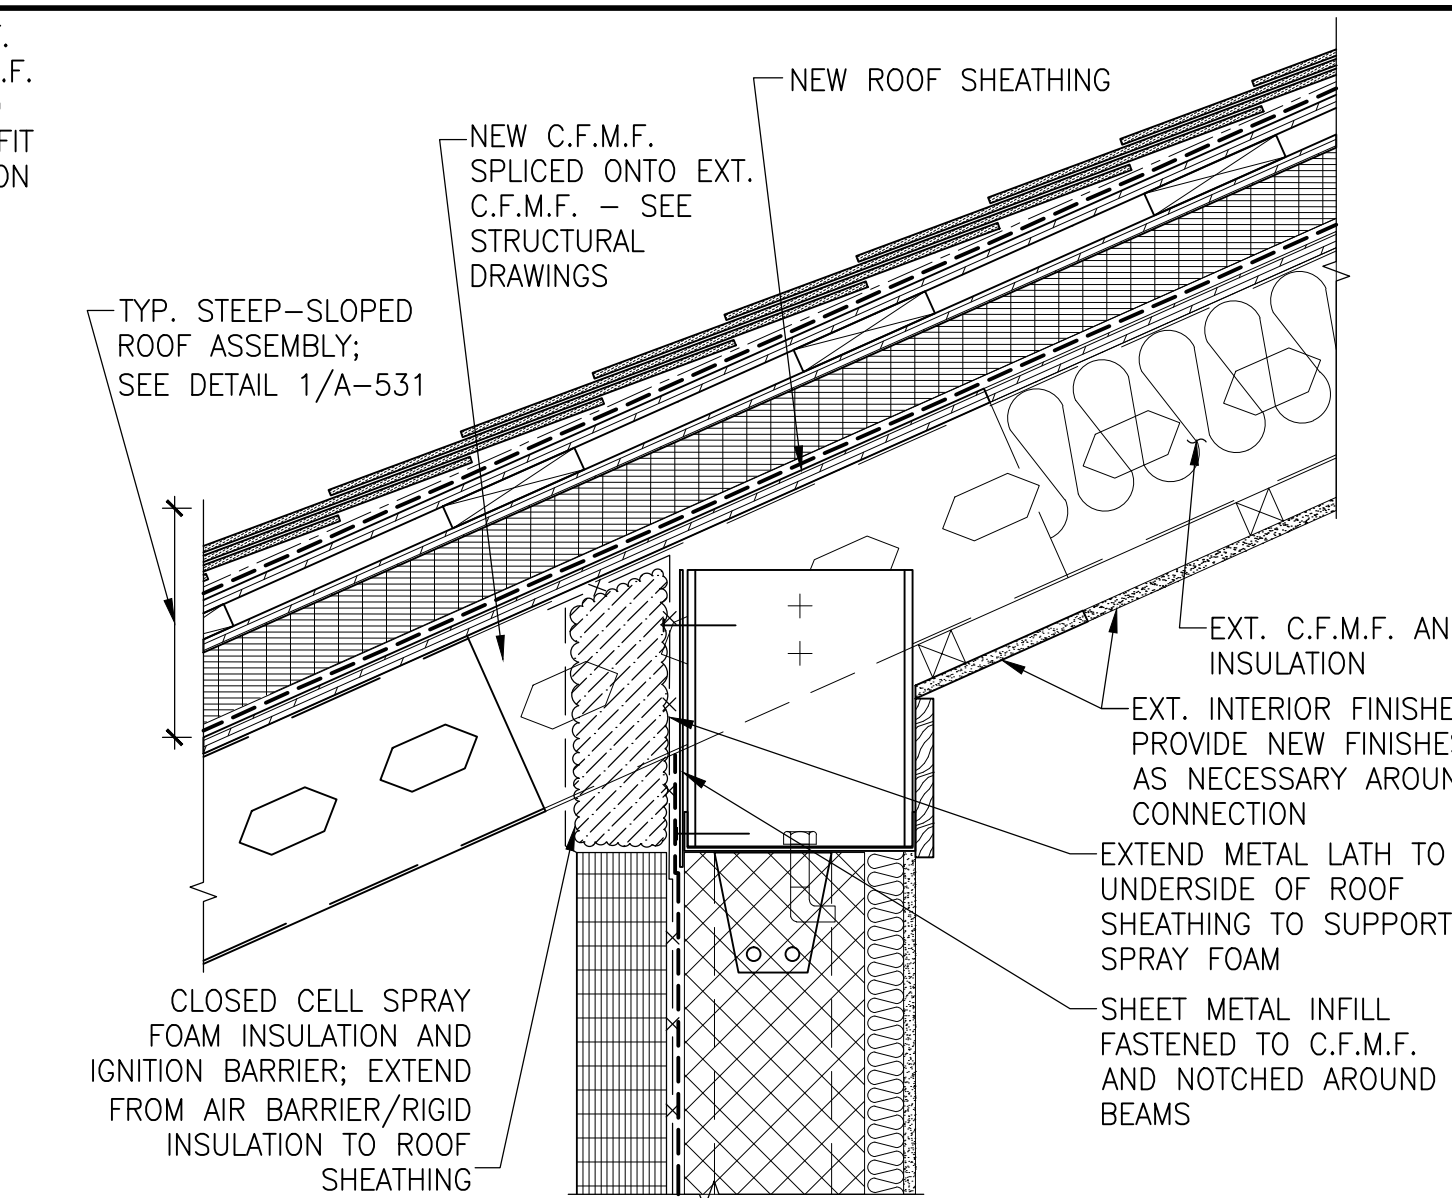 .F.
FIT
ON
NEW ROOF SHEATHING
NEW C.F.M.F.
SPLICED ONTO EXT.
C.F.M.F. – SEE
STRUCTURAL
DRAWINGS
TYP. STEEP–SLOPED
ROOF ASSEMBLY;
SEE DETAIL 1/A–531
EXT. C.F.M.F. AN
INSULATION
EXT. INTERIOR FINISHE
PROVIDE NEW FINISHES
AS NECESSARY AROUN
CONNECTION
EXTEND METAL LATH TO
UNDERSIDE OF ROOF
SHEATHING TO SUPPORT
SPRAY FOAM
SHEET METAL INFILL
FASTENED TO C.F.M.F.
AND NOTCHED AROUND
BEAMS
CLOSED CELL SPRAY
FOAM INSULATION AND
IGNITION BARRIER; EXTEND
FROM AIR BARRIER/RIGID
INSULATION TO ROOF
SHEATHING